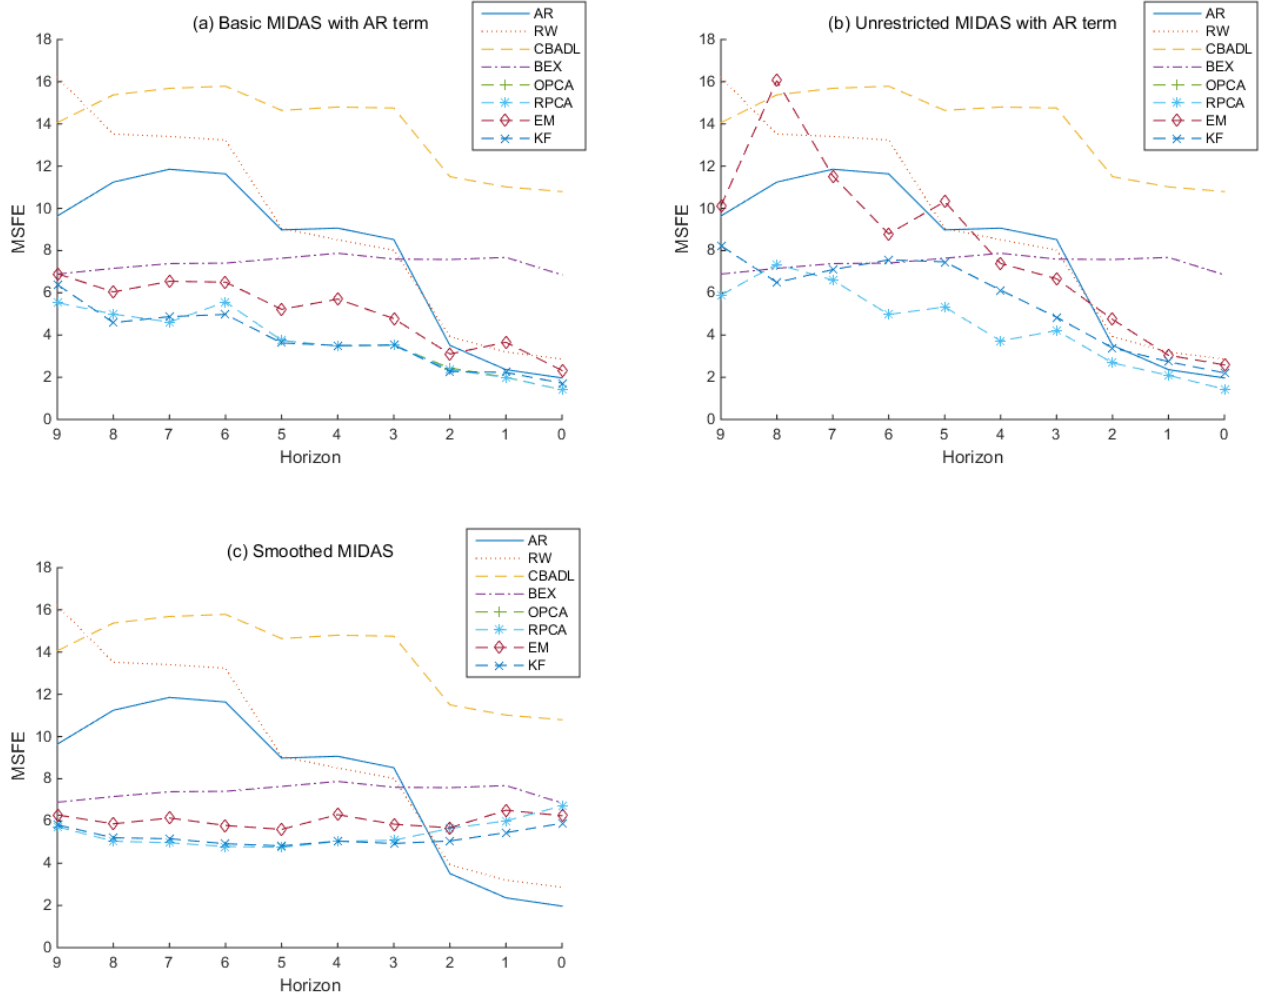 (a) Basic MIDAS with AR term
AR
RW
CBADL
BEX
OPCA
RPCA
EM
KF
18
16
14
12
10
8
6
4
2
0
MSFE
9 8 7 6 5 4 3 2 1 0
Horizon
(b) Unrestricted MIDAS with AR term
AR
RW
CBADL
BEX
OPCA
RPCA
EM
KF
18
16
14
12
10
8
6
4
2
0
MSFE
9 8 7 6 5 4 3 2 1 0
Horizon
(c) Smoothed MIDAS
AR
RW
CBADL
BEX
OPCA
RPCA
EM
KF
18
16
14
12
10
8
6
4
2
0
MSFE
9 8 7 6 5 4 3 2 1 0
Horizon